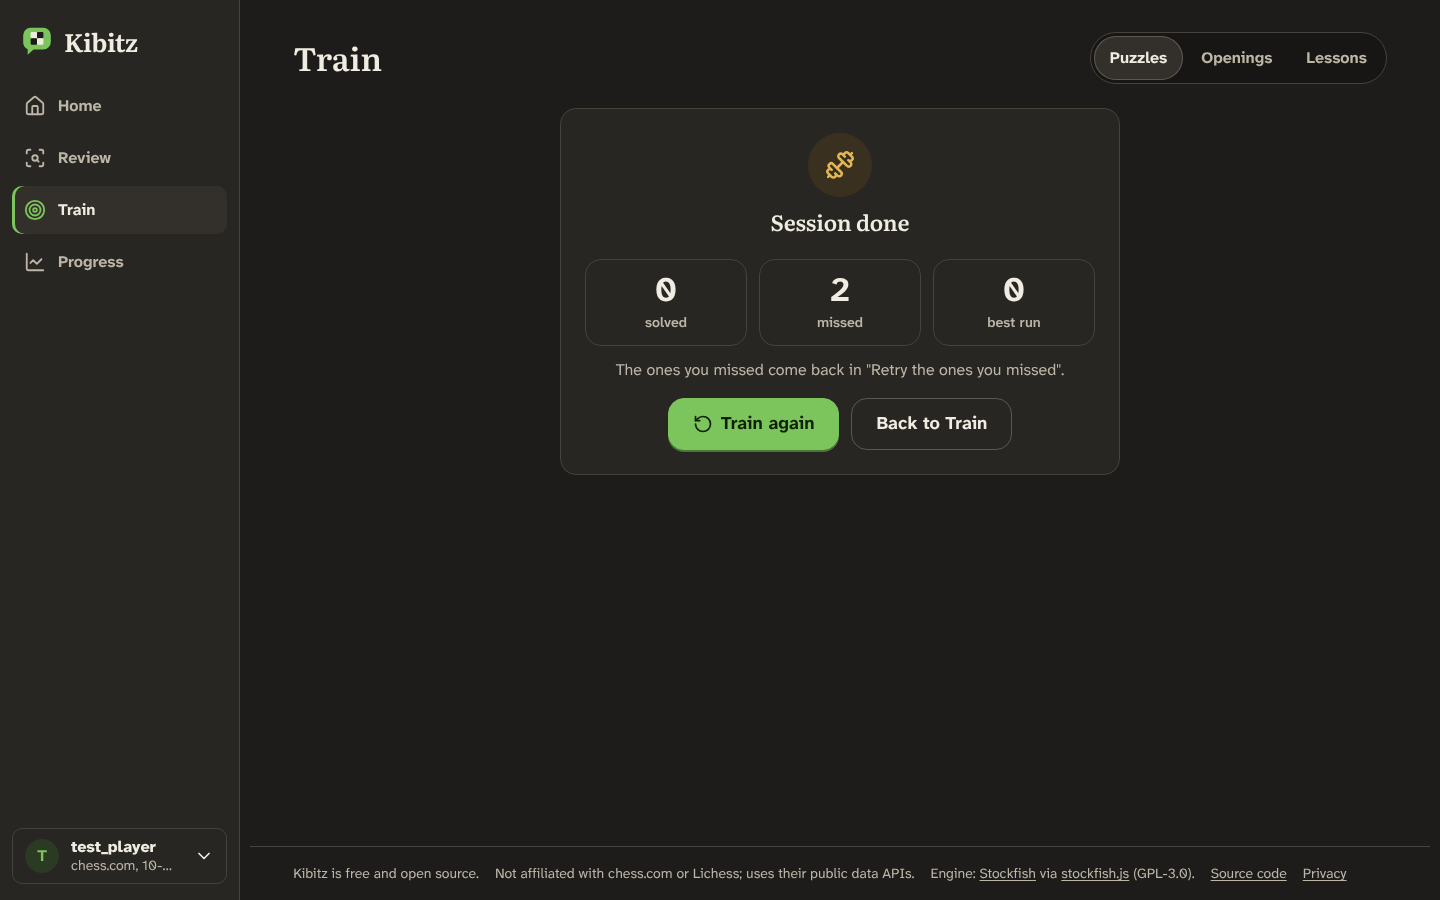 Kibitz
Home
Review
Train
Progress
T
test_player
chess.com, 10-...
Train
Puzzles
Openings
Lessons
Session done
0
solved
2
missed
0
best run
The ones you missed come back in "Retry the ones you missed".
Train again
Back to Train
Kibitz is free and open source. Not affiliated with chess.com or Lichess; uses their public data APIs. Engine: Stockfish via stockfish.js (GPL-3.0). Source code Privacy